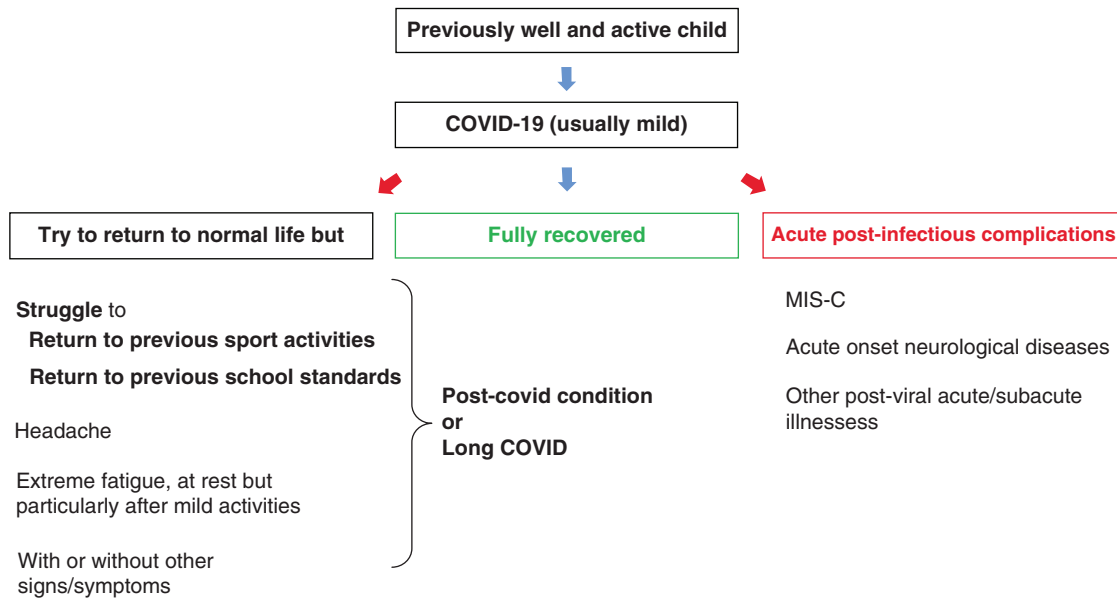 Previously well and active child
COVID-19 (usually mild)
Try to return to normal life but
Fully recovered
Acute post-infectious complications
Struggle to
Return to previous sport activities
Return to previous school standards
Headache
Extreme fatigue, at rest but
particularly after mild activities
With or without other
signs/symptoms
Post-covid condition
or
Long COVID
MIS-C
Acute onset neurological diseases
Other post-viral acute/subacute
illnessess